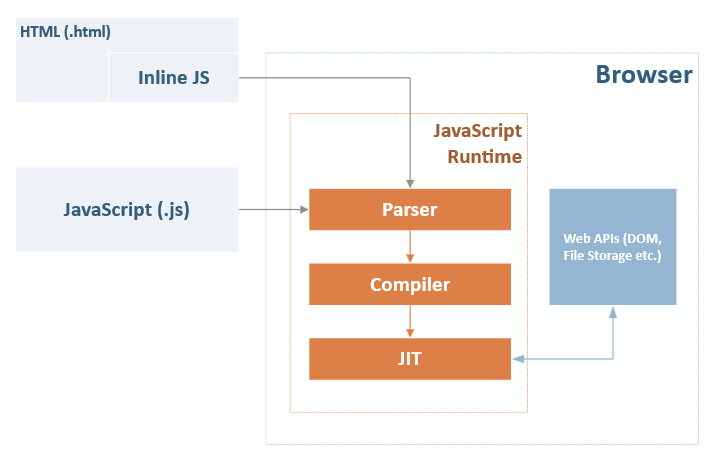 HTML (.html)
Inline JS
Browser
JavaScript
Runtime
JavaScript (.js)
Parser
Web APIs (DOM,
File Storage etc.)
Compiler
JIT